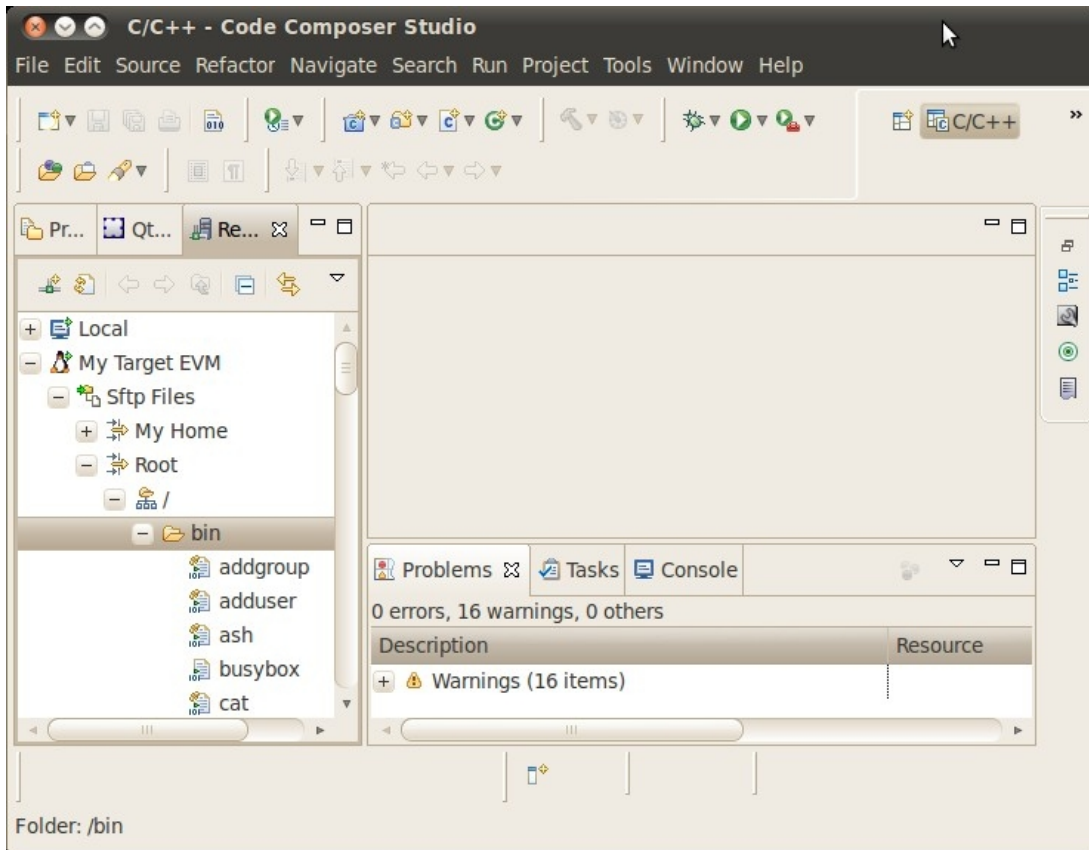 C/C++ - Code Composer Studio
File Edit Source Refactor Navigate Search Run Project Tools Window Help
C/C++ »
Pr... Qt... Re...
Local
My Target EVM
Sftp Files
My Home
Root
/
bin
addgroup
adduser
ash
busybox
cat
Problems Tasks Console
0 errors, 16 warnings, 0 others
Description Resource
Warnings (16 items)
Folder: /bin